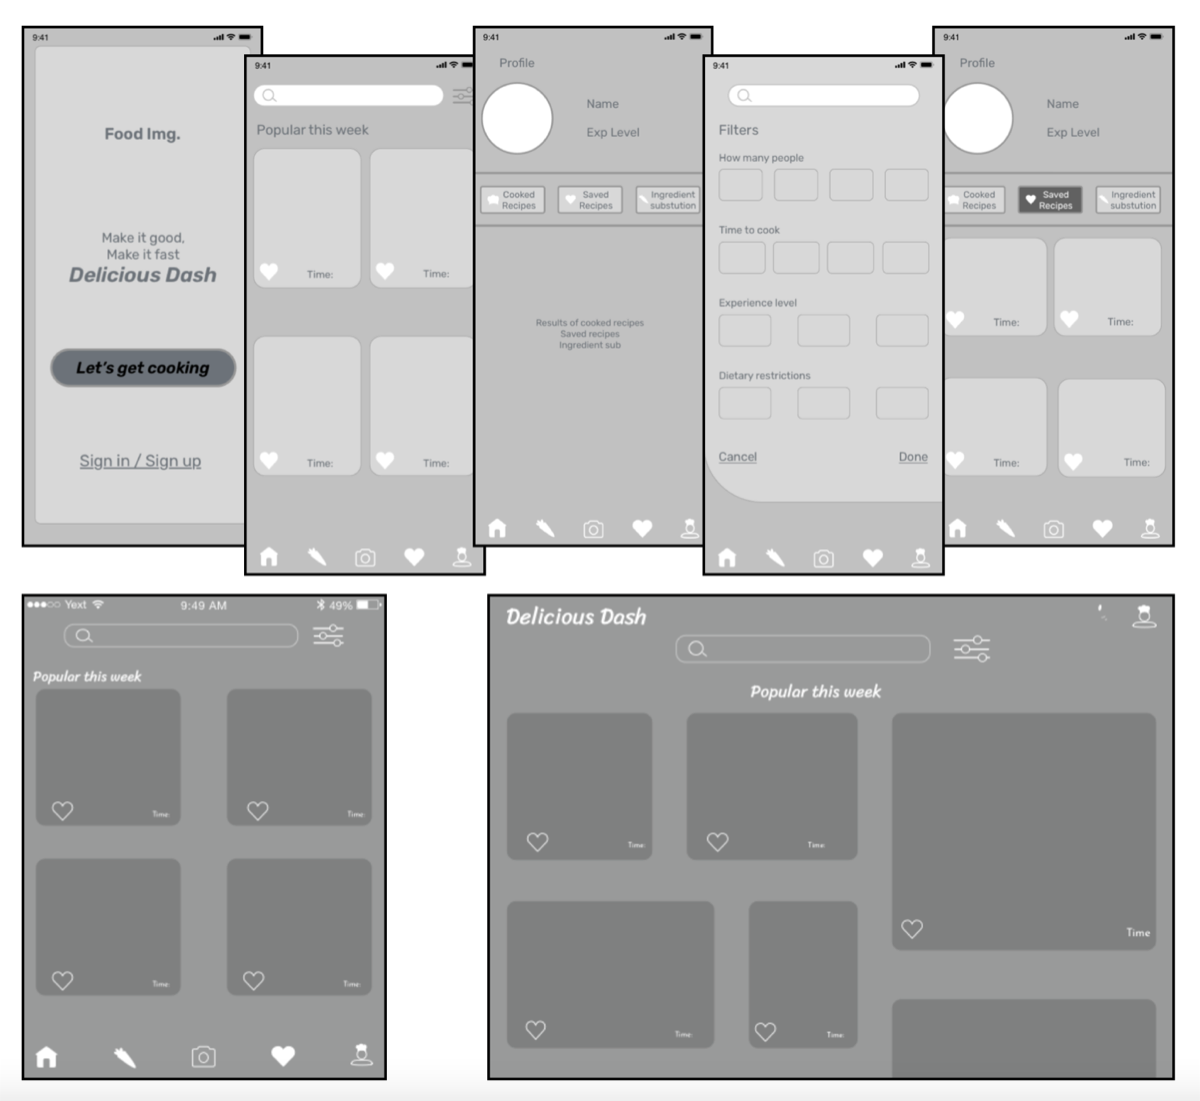 9:41
Food Img.
Make it good,
Make it fast
Delicious Dash
Let's get cooking
Sign in / Sign up
9:41
Popular this week
Time:
Time:
Time:
Time:
9:41
Profile
Name
Exp Level
Cooked
Recipes
Saved
Recipes
Ingredient
substution
Results of cooked recipes
Saved recipes
Ingredient sub
9:41
Filters
How many people
Time to cook
Experience level
Dietary restrictions
Cancel
Done
9:41
Profile
Name
Exp Level
Cooked
Recipes
Saved
Recipes
Ingredient
substution
Time:
Time:
Time:
Time:
Yext
9:49 AM
49%
Popular this week
Time:
Time:
Time:
Time:
Delicious Dash
Popular this week
Time:
Time:
Time
Time:
Time: